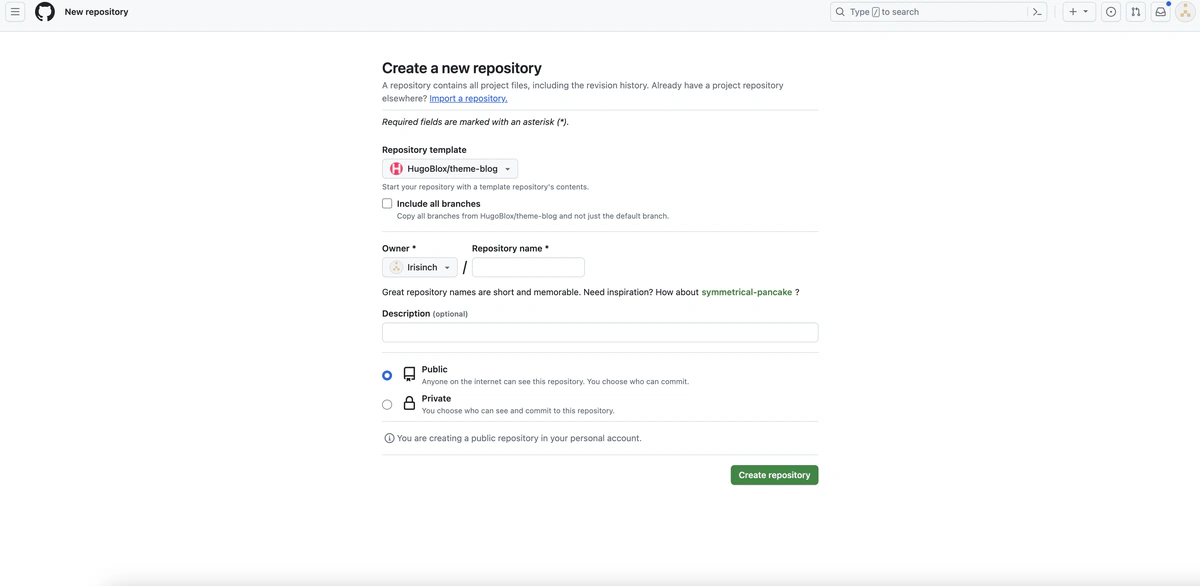 New repository
Type / to search
Create a new repository
A repository contains all project files, including the revision history. Already have a project repository
elsewhere? Import a repository.
Required fields are marked with an asterisk (*).
Repository template
HugoBlox/theme-blog
Start your repository with a template repository's contents.
Include all branches
Copy all branches from HugoBlox/theme-blog and not just the default branch.
Owner * Repository name *
Irisinch /
Great repository names are short and memorable. Need inspiration? How about symmetrical-pancake ?
Description (optional)
Public
Anyone on the internet can see this repository. You choose who can commit.
Private
You choose who can see and commit to this repository.
You are creating a public repository in your personal account.
Create repository